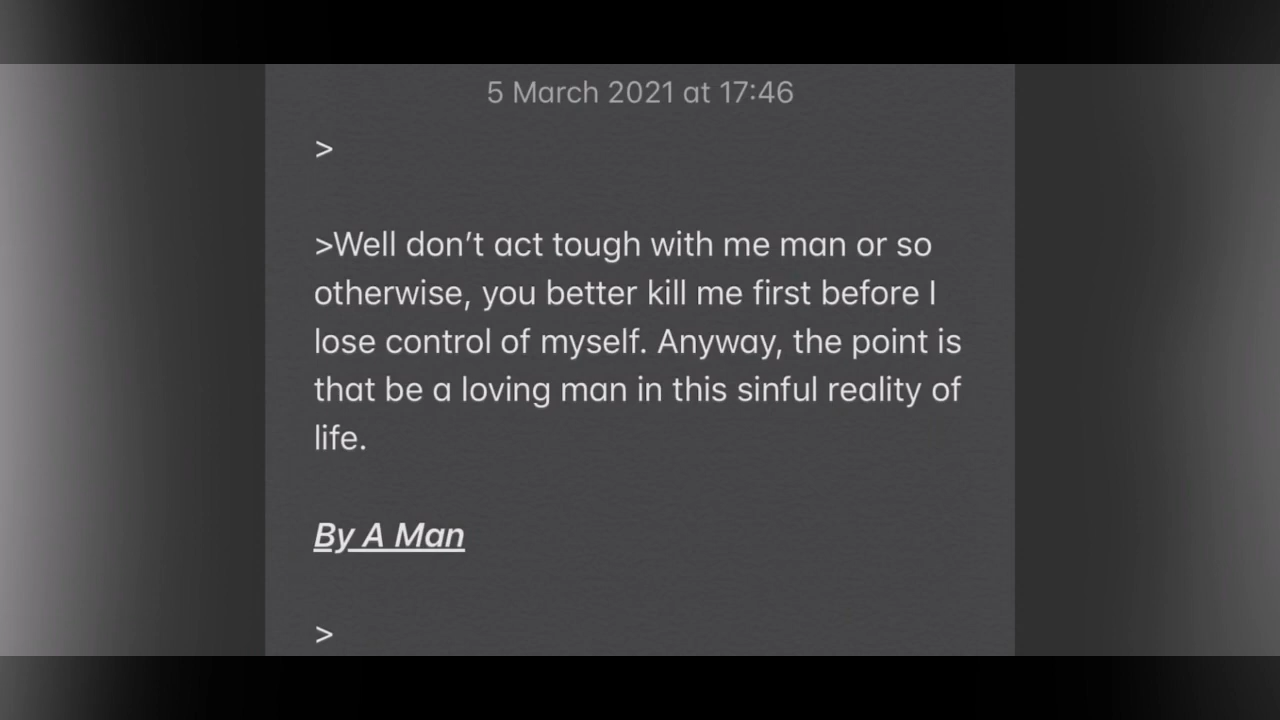 5 March 2021 at 17:46
>
>Well don’t act tough with me man or so
otherwise, you better kill me first before I
lose control of myself. Anyway, the point is
that be a loving man in this sinful reality of
life.
By A Man
>